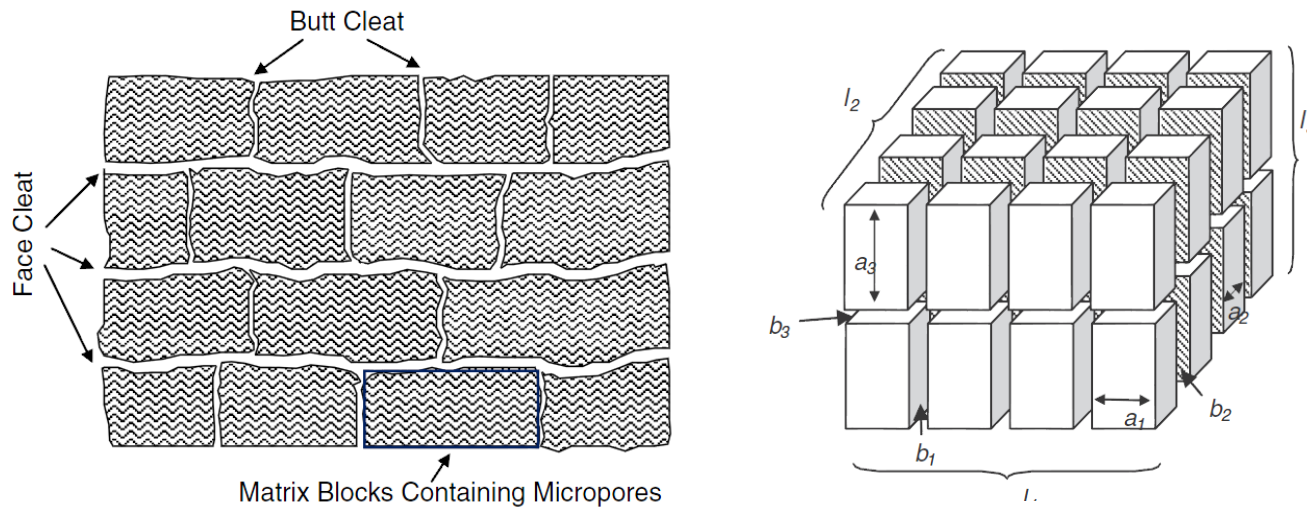 Butt Cleat
Face Cleat
Matrix Blocks Containing Micropores
l2
a3
b3
a2
b2
a1
b1